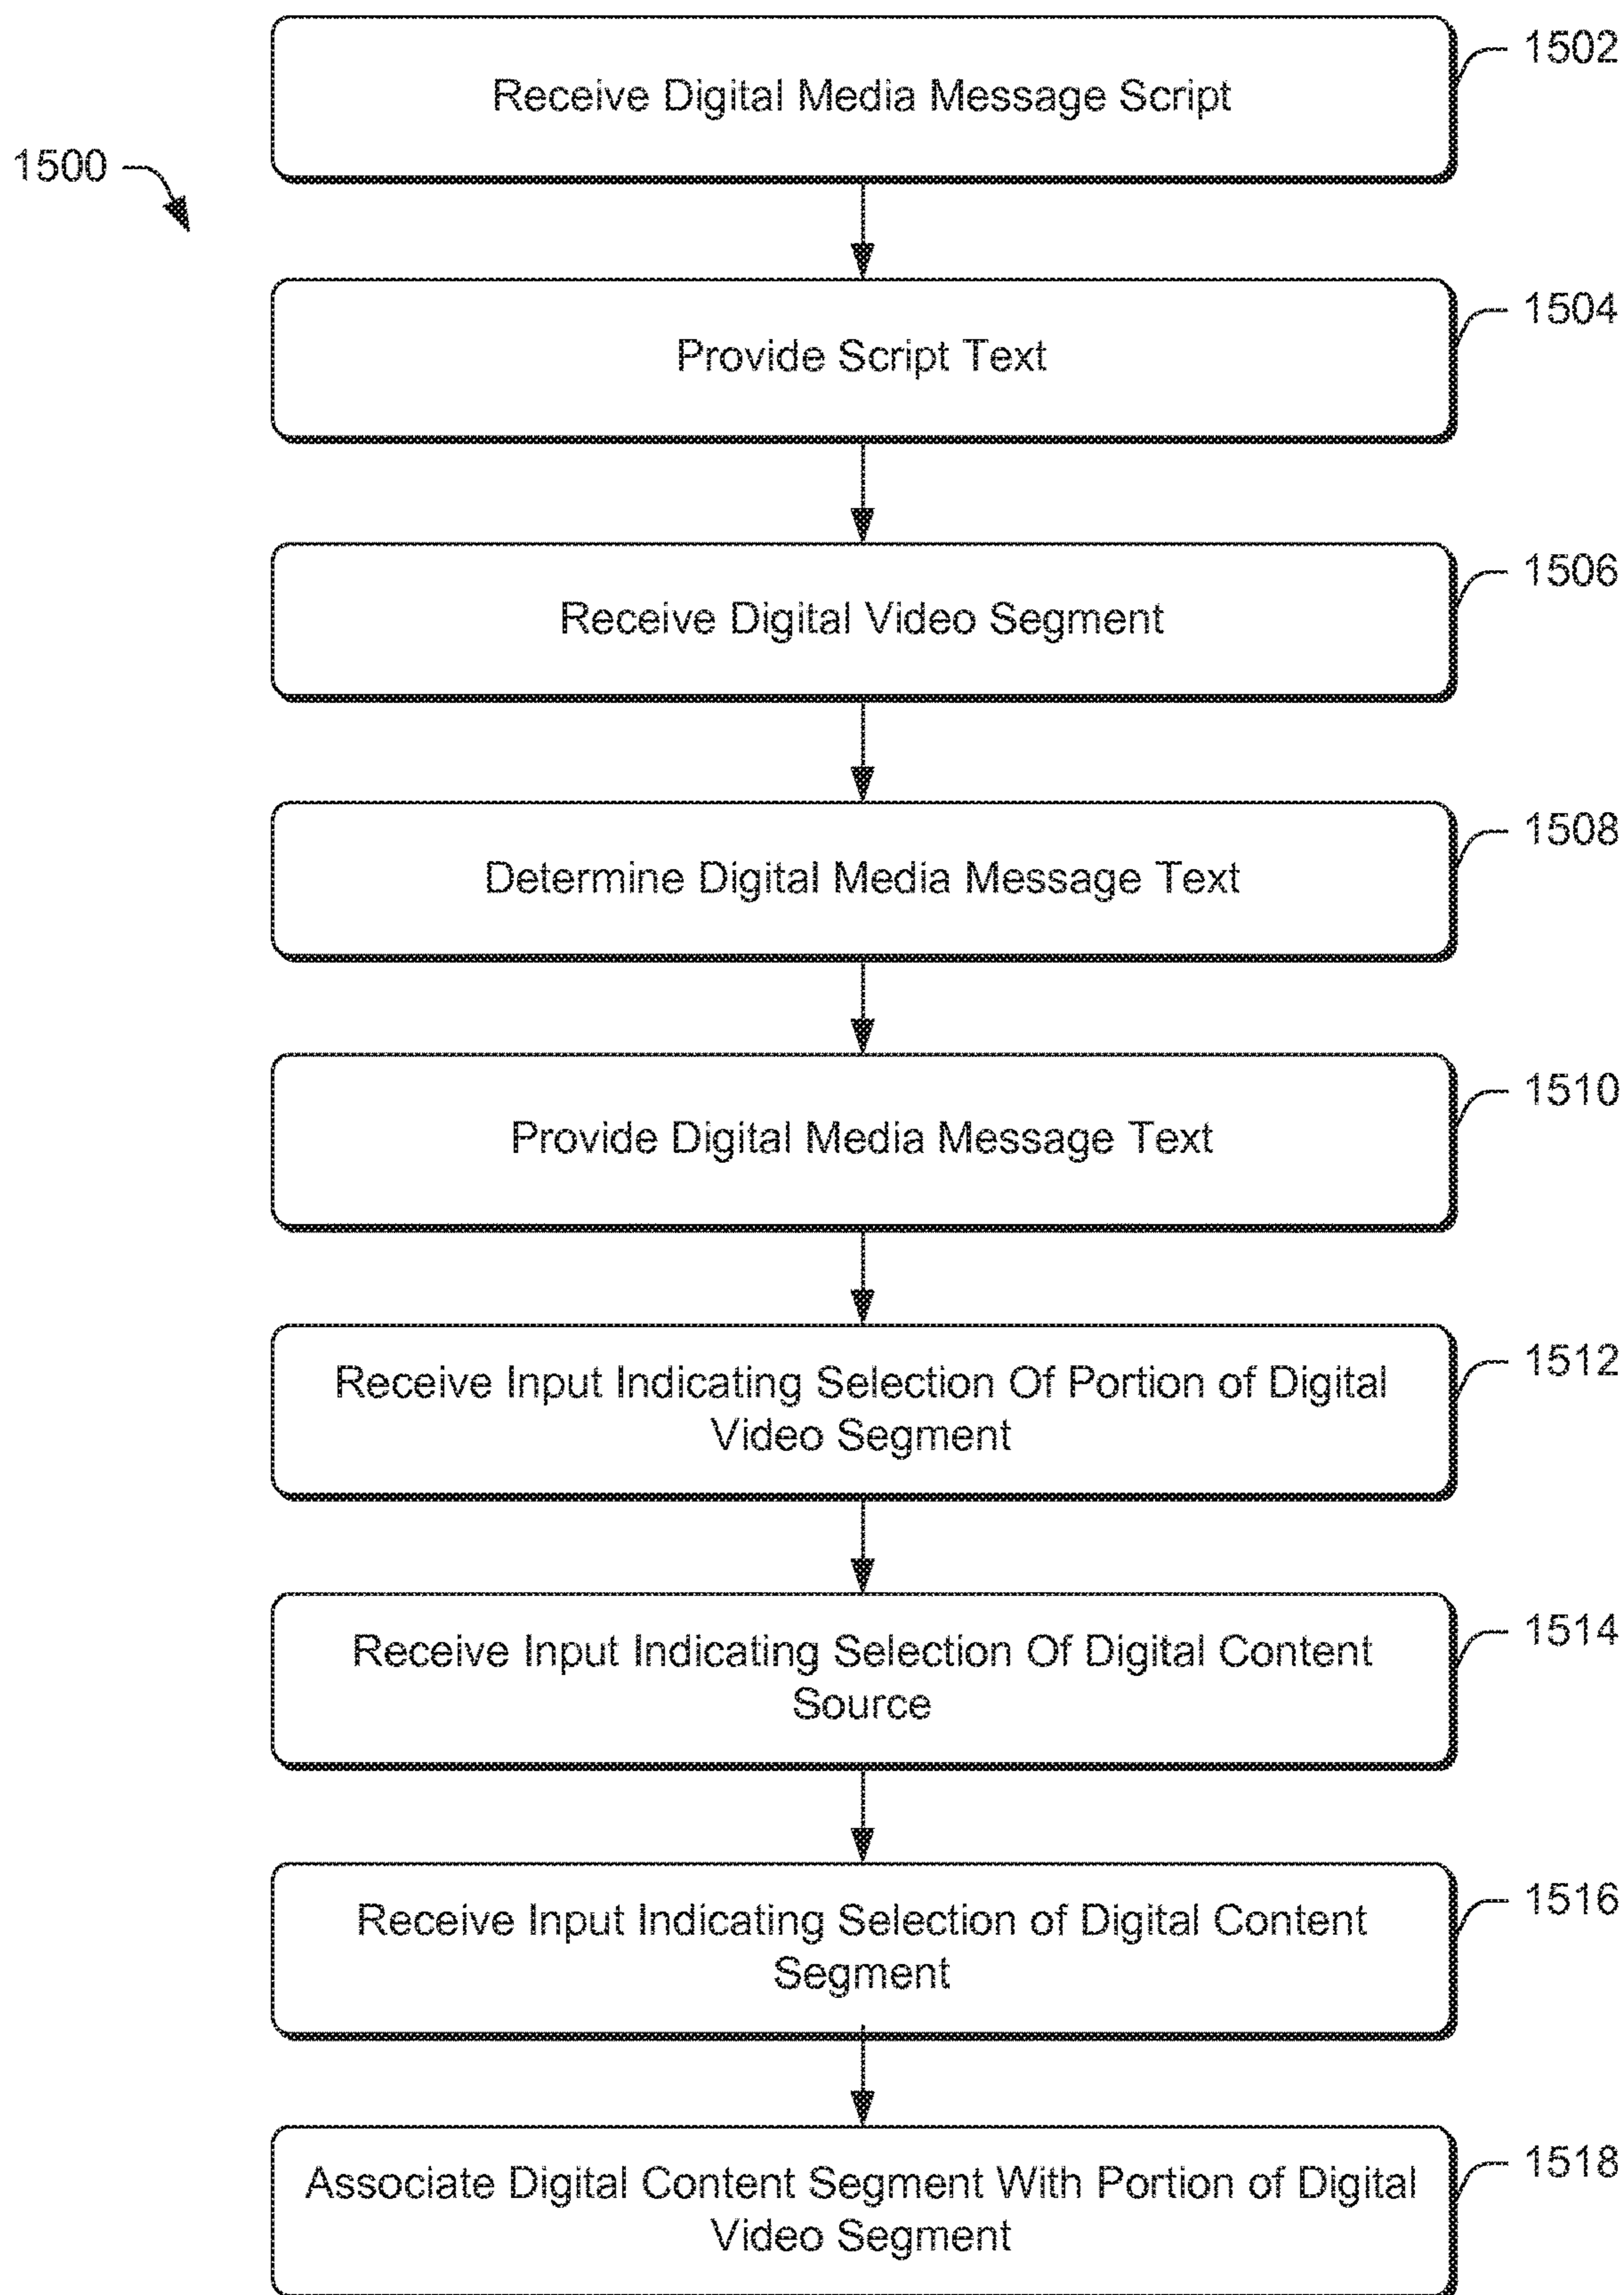 1502
Receive Digital Media Message Script
1500
1504
Provide Script Text
1506
Receive Digital Video Segment
1508
Determine Digital Media Message Text
1510
Provide Digital Media Message Text
1512
Receive Input Indicating Selection Of Portion of Digital
Video Segment
1514
Receive Input Indicating Selection Of Digital Content
Source
1516
Receive Input Indicating Selection of Digital Content
Segment
1518
Associate Digital Content Segment With Portion of Digital
Video Segment